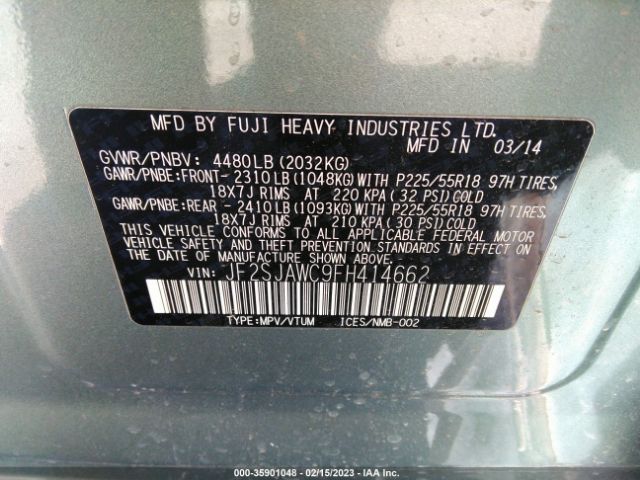 MFD BY FUJI HEAVY INDUSTRIES LTD.
MFD IN 03/14
GVWR/PNBV: 4480LB(2032KG)
GAWR/PNBE:FRONT-2310LB(1048KG)WITH P225/55R18 97H TIRES,
18X7J RIMS AT 220 KPA(32 PSI)COLD
GAWR/PNBE:REAR -2410LB(1093KG)WITH P225/55R18 97H TIRES,
18X7J RIMS AT 210 KPA(30 PSI)COLD
THIS VEHICLE CONFORMS TO ALL APPLICABLE FEDERAL MOTOR
VEHICLE SAFETY AND THEFT PREVENTION STANDARDS IN EFFECT
ON THE DATE OF MANUFACTURE SHOWN ABOVE.
VIN: JF2SJAWC9FH414662
TYPE:MPV/VTUM ICES/NMB-002
000-35901048 - 02/15/2023 - IAA Inc.